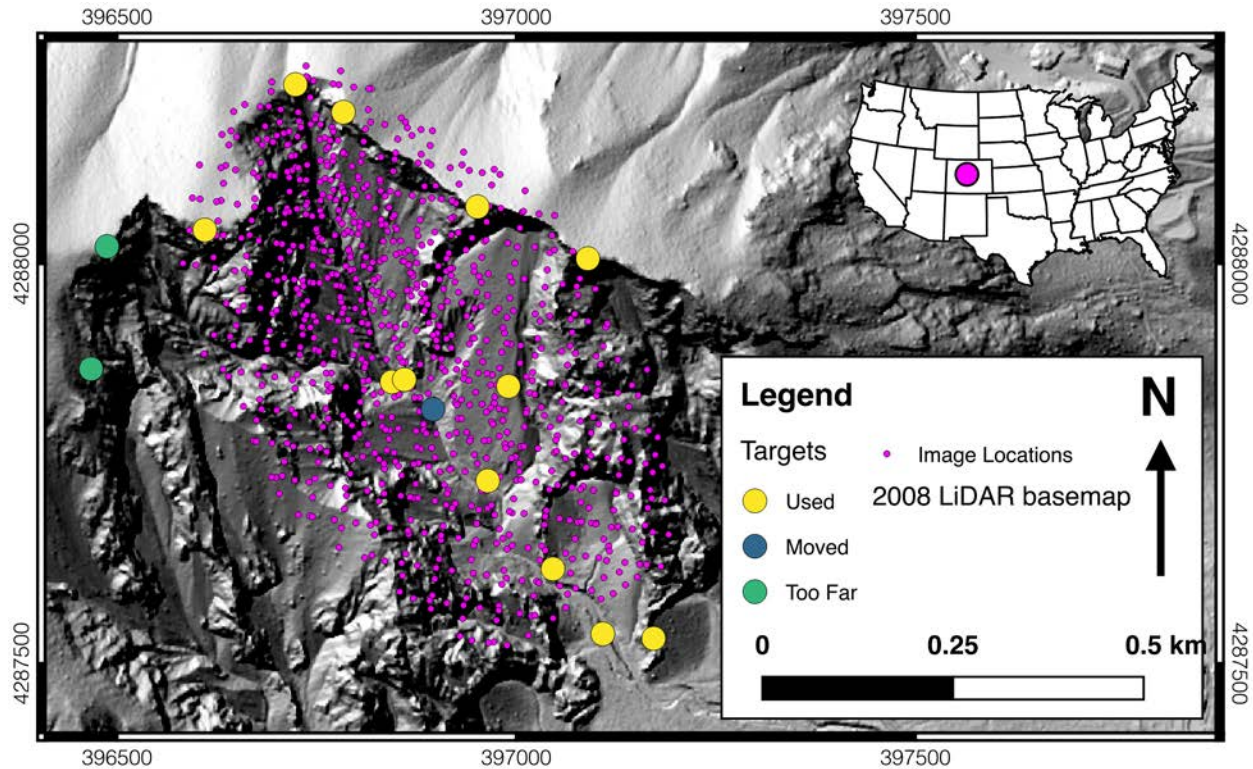 396500 397000 397500
4288000 4288000
Legend
N
Targets
Image Locations
Used
2008 LiDAR basemap
Moved
Too Far
0 0.25 0.5 km
4287500 4287500
396500 397000 397500